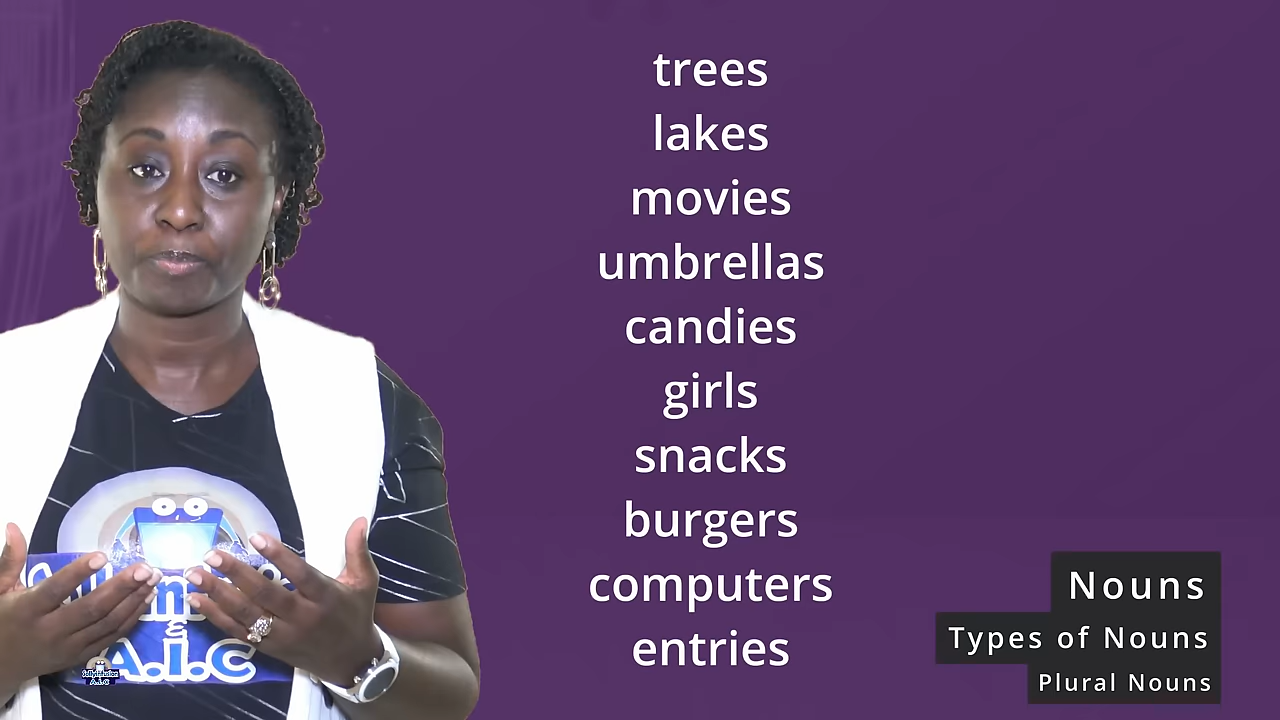 trees
lakes
movies
umbrellas
candies
girls
snacks
burgers
computers
entries
Nouns
Types of Nouns
Plural Nouns
&
A.I.C